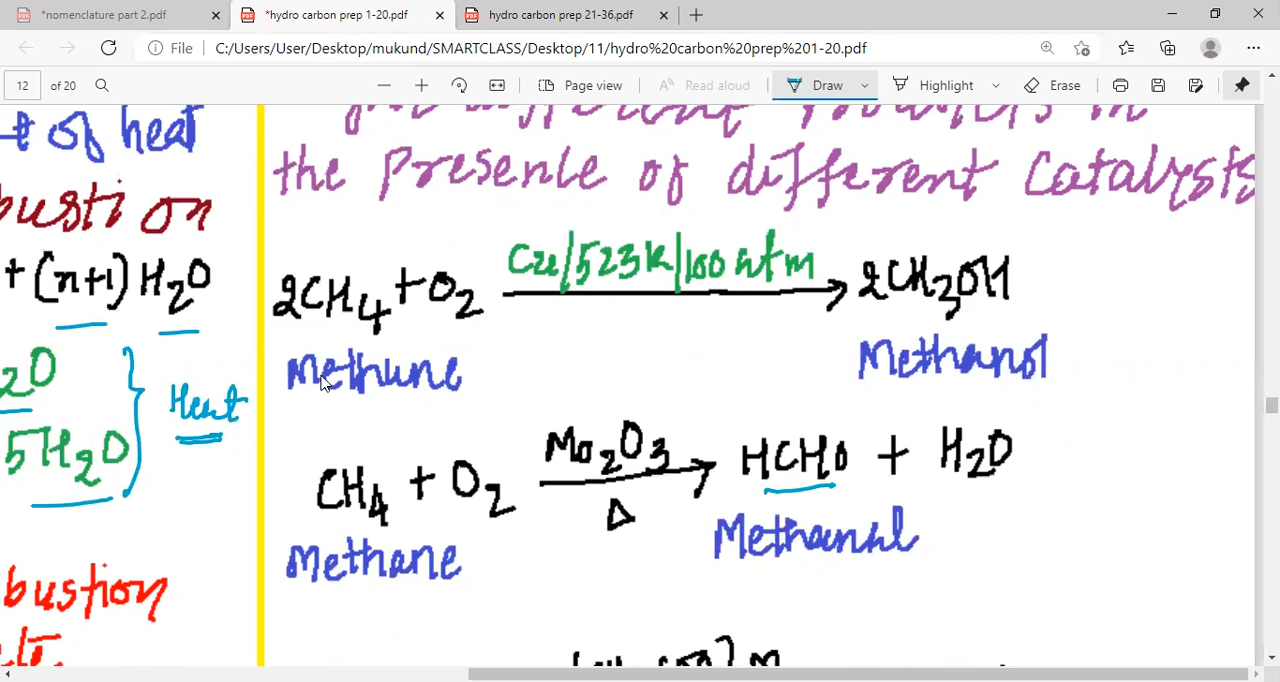 *nomenclature part 2.pdf
*hydro carbon prep 1-20.pdf
hydro carbon prep 21-36.pdf
File
C:/Users/User/Desktop/mukund/SMARTCLASS/Desktop/11/hydro%20carbon%20prep%201-20.pdf
12 of 20
Page view
Read aloud
Draw
Highlight
Erase
t of heat
bustion
+ (n+1) H2O
2O
5H2O
Heat
bustion
the Presence of different Catalysts
2CH4 + O2 Cu/523K/100 atm → 2CH3OH
Methane Methanol
CH4 + O2 Mo2O3 Δ → HCHO + H2O
Methane Methanal